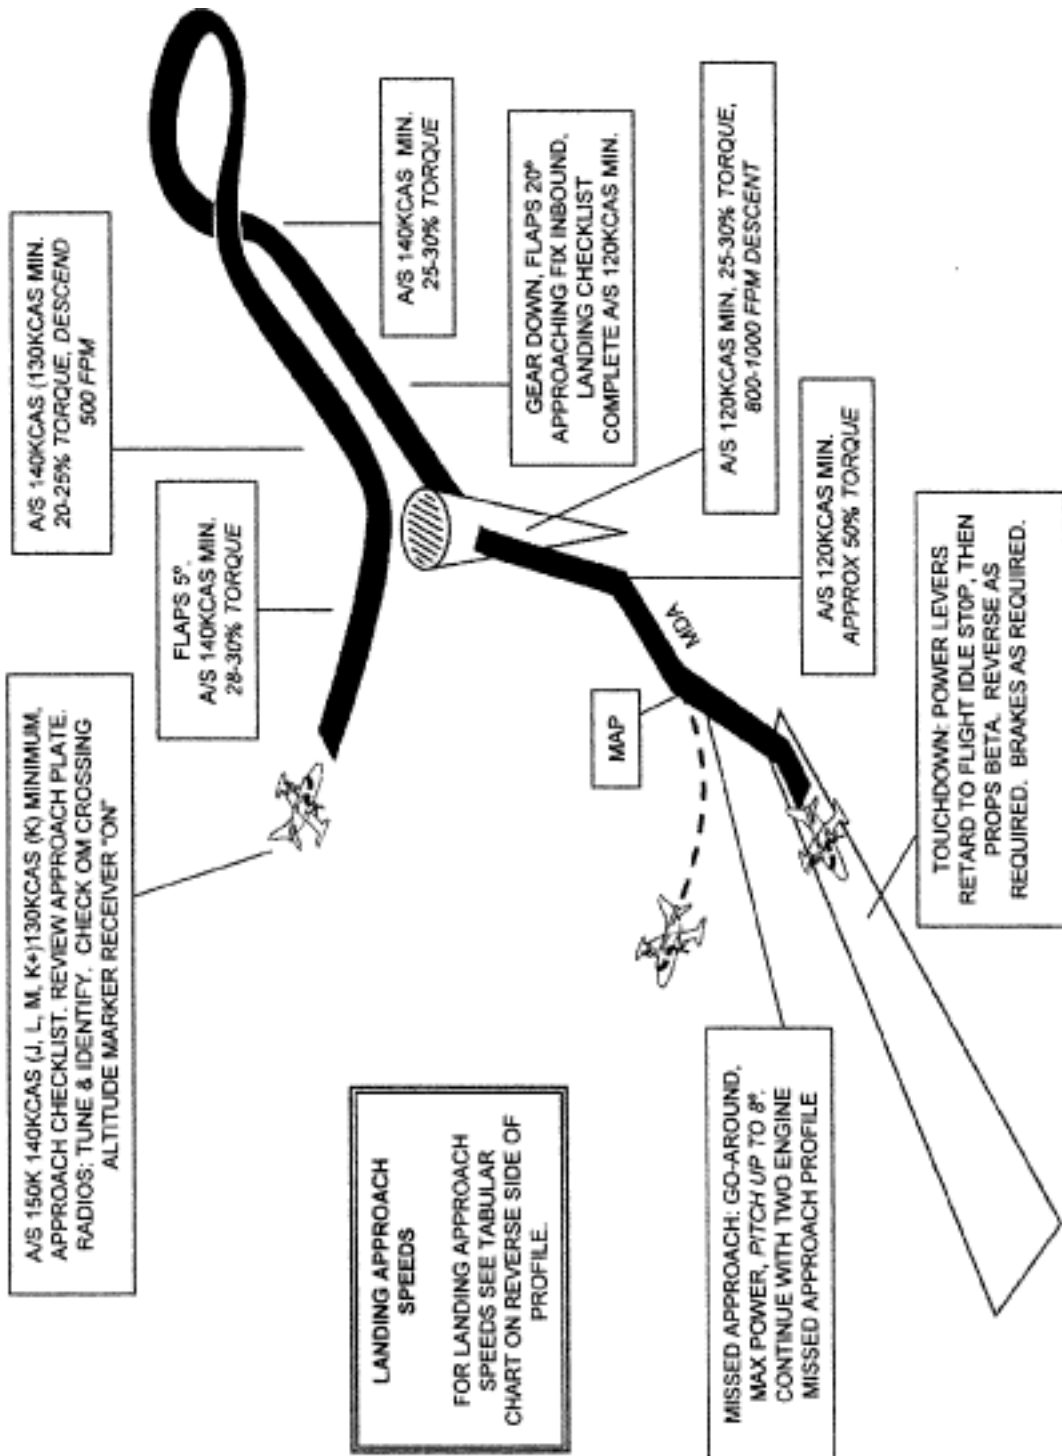 A/S 150K 140KCAS (J, L, M, K+)130KCAS (K) MINIMUM,
APPROACH CHECKLIST. REVIEW APPROACH PLATE.
RADIOS: TUNE & IDENTIFY. CHECK OM CROSSING
ALTITUDE MARKER RECEIVER "ON"
FLAPS 5º.
A/S 140KCAS MIN.
28-30% TORQUE
A/S 140KCAS (130KCAS MIN.
20-25% TORQUE, DESCEND
500 FPM
A/S 140KCAS MIN.
25-30% TORQUE
GEAR DOWN, FLAPS 20º
APPROACHING FIX INBOUND,
LANDING CHECKLIST
COMPLETE A/S 120KCAS MIN.
A/S 120KCAS MIN, 25-30% TORQUE,
800-1000 FPM DESCENT
A/S 120KCAS MIN.
APPROX 50% TORQUE
MDA
MAP
LANDING APPROACH
SPEEDS
FOR LANDING APPROACH
SPEEDS SEE TABULAR
CHART ON REVERSE SIDE OF
PROFILE.
MISSED APPROACH: GO-AROUND,
MAX POWER, PITCH UP TO 8º.
CONTINUE WITH TWO ENGINE
MISSED APPROACH PROFILE
TOUCHDOWN: POWER LEVERS
RETARD TO FLIGHT IDLE STOP, THEN
PROPS BETA. REVERSE AS
REQUIRED. BRAKES AS REQUIRED.